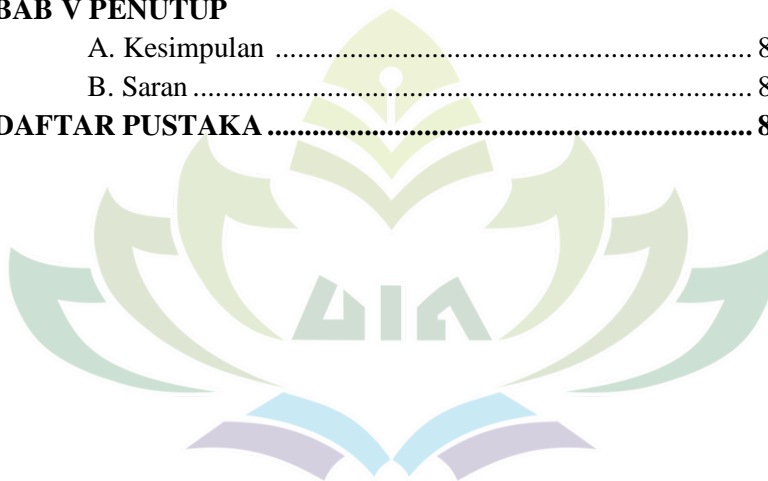 BAB V PENUTUP
A. Kesimpulan ................................................................ 8
B. Saran ........................................................................... 8
DAFTAR PUSTAKA ................................................................. 8